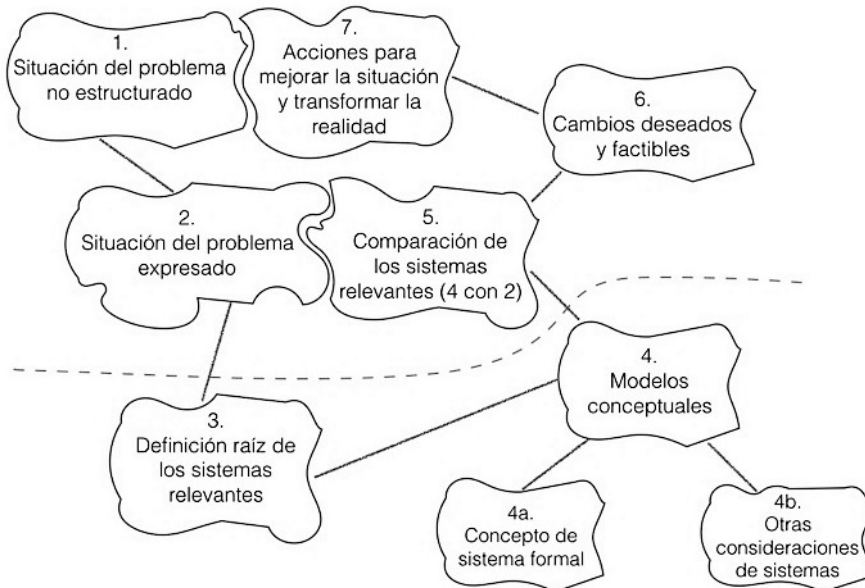 1.
Situación del problema
no estructurado
7.
Acciones para
mejorar la situación
y transformar la
realidad
6.
Cambios deseados
y factibles
2.
Situación del problema
expresado
5.
Comparación de
los sistemas
relevantes (4 con 2)
4.
Modelos
conceptuales
3.
Definición raíz de
los sistemas
relevantes
4a.
Concepto de
sistema formal
4b.
Otras
consideraciones
de sistemas